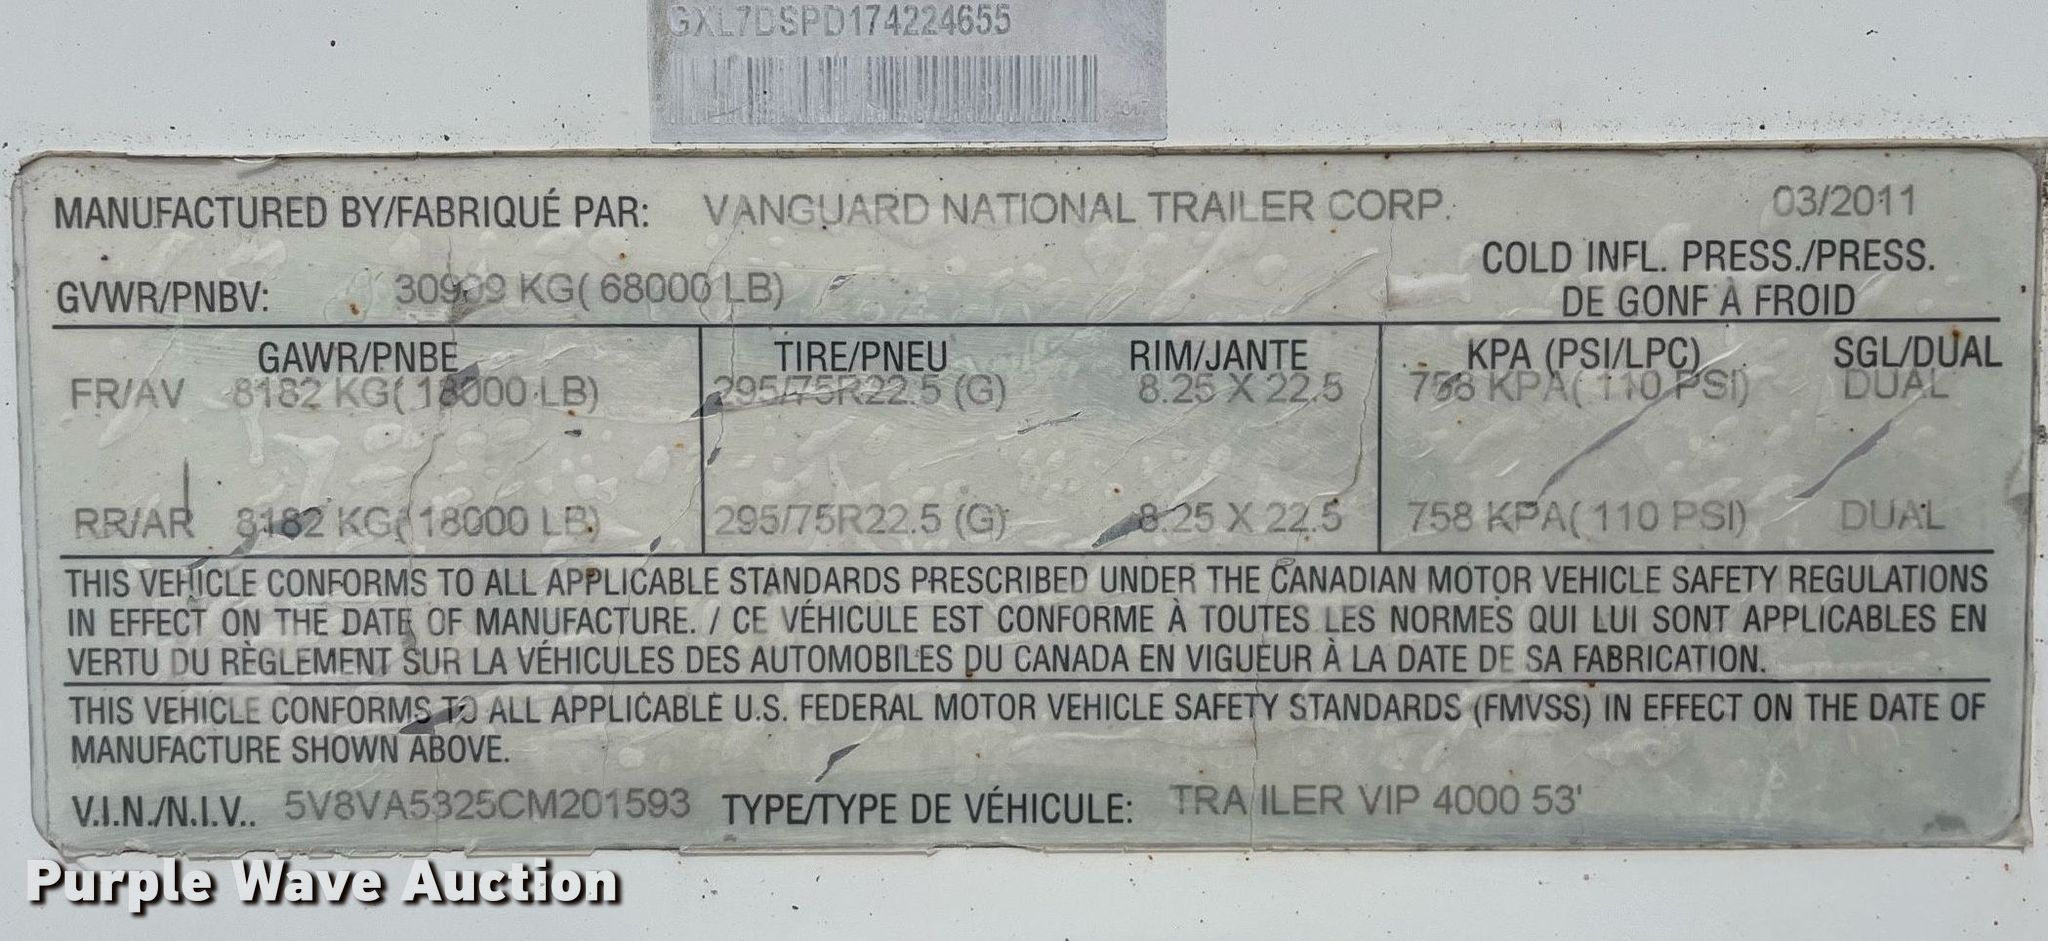 GXL7DSPD174224655
MANUFACTURED BY/FABRIQUÉ PAR: VANGUARD NATIONAL TRAILER CORP. 03/2011
COLD INFL. PRESS./PRESS.
GVWR/PNBV: 30909 KG( 68000 LB) DE GONF À FROID
GAWR/PNBE TIRE/PNEU RIM/JANTE KPA (PSI/LPC) SGL/DUAL
FR/AV 8182 KG( 18000 LB) 295/75R22.5 (G) 8.25 X 22.5 758 KPA( 110 PSI) DUAL
RR/AR 8182 KG( 18000 LB) 295/75R22.5 (G) 8.25 X 22.5 758 KPA( 110 PSI) DUAL
THIS VEHICLE CONFORMS TO ALL APPLICABLE STANDARDS PRESCRIBED UNDER THE CANADIAN MOTOR VEHICLE SAFETY REGULATIONS
IN EFFECT ON THE DATE OF MANUFACTURE. / CE VÉHICULE EST CONFORME À TOUTES LES NORMES QUI LUI SONT APPLICABLES EN
VERTU DU RÈGLEMENT SUR LA VÉHICULES DES AUTOMOBILES DU CANADA EN VIGUEUR À LA DATE DE SA FABRICATION.
THIS VEHICLE CONFORMS TO ALL APPLICABLE U.S. FEDERAL MOTOR VEHICLE SAFETY STANDARDS (FMVSS) IN EFFECT ON THE DATE OF
MANUFACTURE SHOWN ABOVE.
V.I.N./N.I.V.. 5V8VA5325CM201593 TYPE/TYPE DE VÉHICULE: TRAILER VIP 4000 53'
Purple Wave Auction